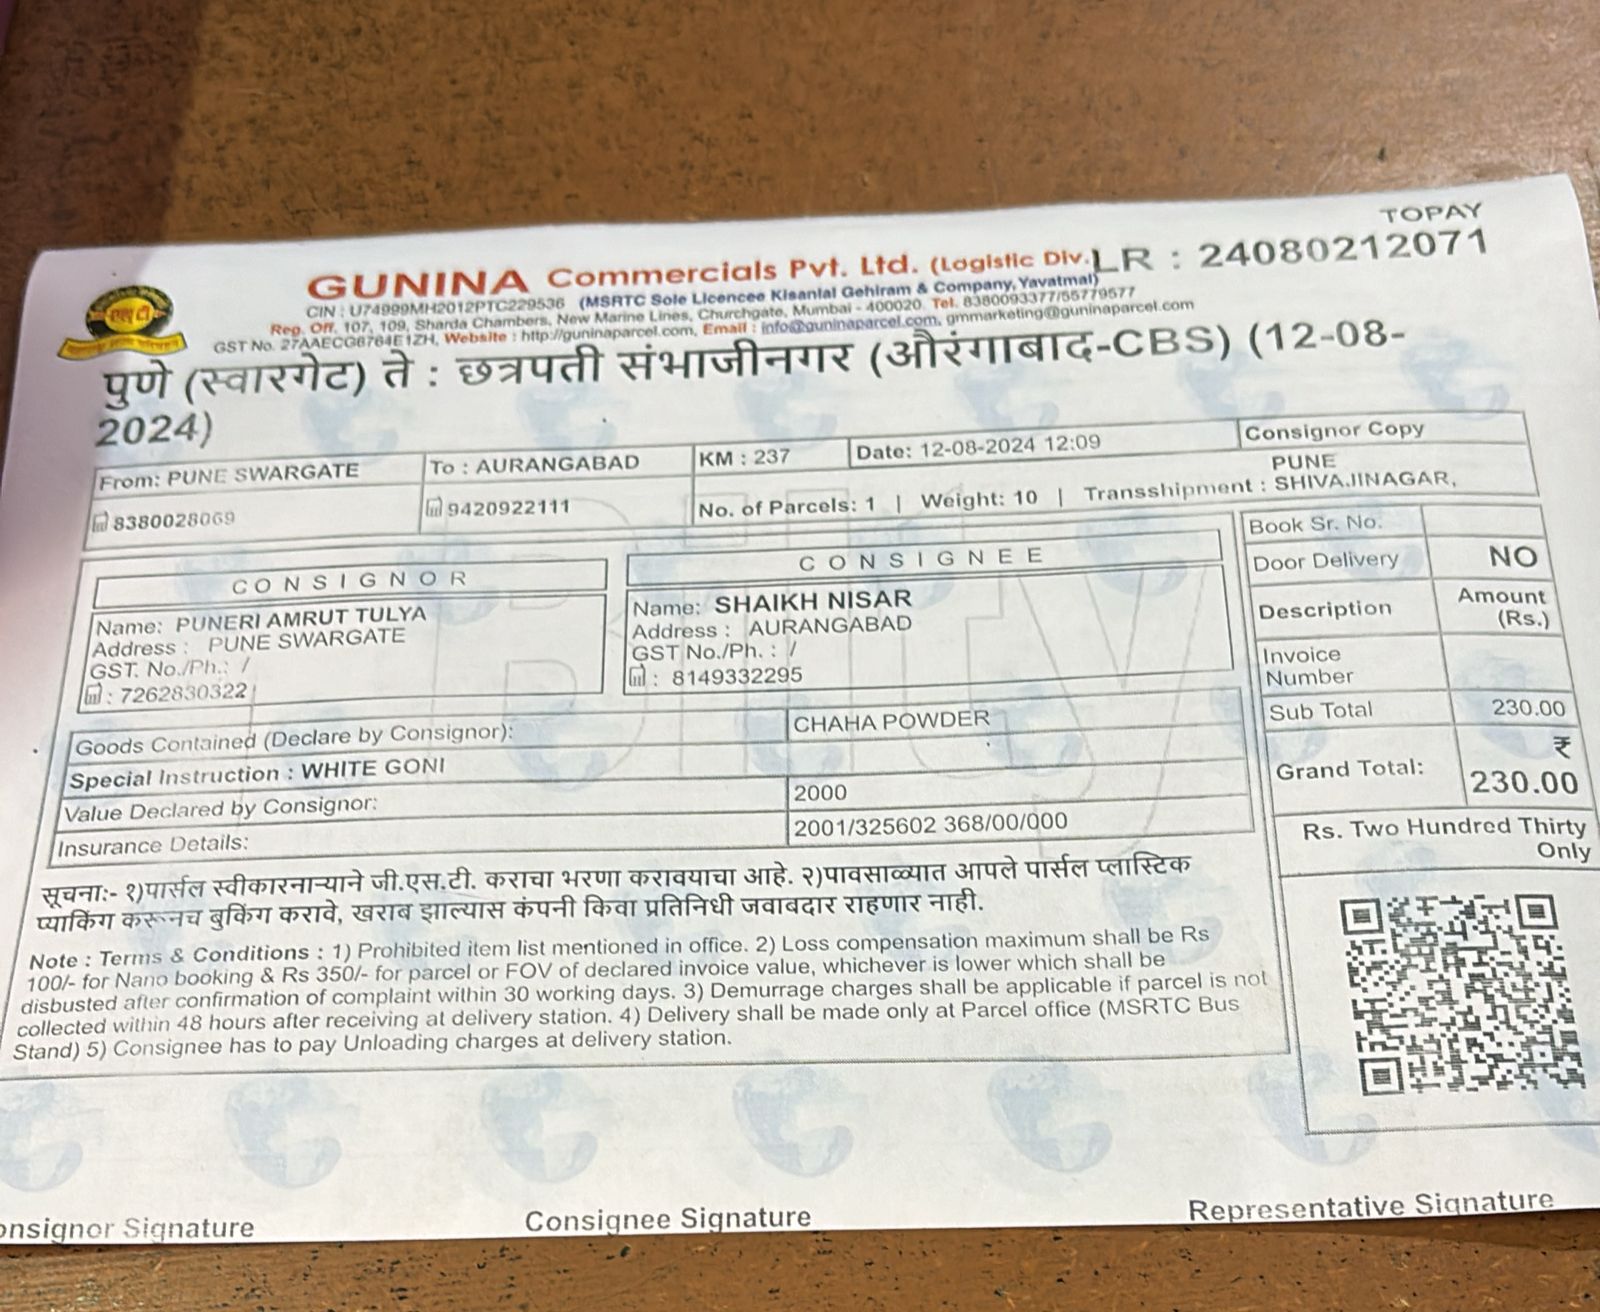 TOPAY
LR : 24080212071
GUNINA Commercials Pvt. Ltd. (Logistic Div.)
CIN : U74999MH2012PTC229536 (MSRTC Sole Licencee Kisanlal Gehiram & Company, Yavatmal)
Reg. Off. 107, 109, Sharda Chambers, New Marine Lines, Churchgate, Mumbai - 400020. Tel. 8380093377/55779577
GST No. 27AAECG6764E1ZH, Website : http://guninaparcel.com, Email : info@guninaparcel.com, gmmarketing@guninaparcel.com
पुणे (स्वारगेट) ते : छत्रपती संभाजीनगर (औरंगाबाद-CBS) (12-08-
2024)
From: PUNE SWARGATE
To : AURANGABAD
KM : 237
Date: 12-08-2024 12:09
Consignor Copy
8380028069
9420922111
No. of Parcels: 1 | Weight: 10 | Transshipment : PUNE SHIVAJINAGAR,
CONSIGNOR
Name: PUNERI AMRUT TULYA
Address : PUNE SWARGATE
GST. No./Ph.: /
: 7262830322
CONSIGNEE
Name: SHAIKH NISAR
Address : AURANGABAD
GST No./Ph. : /
: 8149332295
Book Sr. No.
Door Delivery NO
Description Amount (Rs.)
Invoice Number
Sub Total 230.00
Grand Total: ₹ 230.00
Rs. Two Hundred Thirty
Only
Goods Contained (Declare by Consignor): CHAHA POWDER
Special Instruction : WHITE GONI
Value Declared by Consignor: 2000
Insurance Details: 2001/325602 368/00/000
सूचनाः- १)पार्सल स्वीकारनाऱ्याने जी.एस.टी. कराचा भरणा करावयाचा आहे. २)पावसाळ्यात आपले पार्सल प्लास्टिक
प्याकिंग करूनच बुकिंग करावे, खराब झाल्यास कंपनी किवा प्रतिनिधी जवाबदार राहणार नाही.
Note : Terms & Conditions : 1) Prohibited item list mentioned in office. 2) Loss compensation maximum shall be Rs
100/- for Nano booking & Rs 350/- for parcel or FOV of declared invoice value, whichever is lower which shall be
disbusted after confirmation of complaint within 30 working days. 3) Demurrage charges shall be applicable if parcel is not
collected within 48 hours after receiving at delivery station. 4) Delivery shall be made only at Parcel office (MSRTC Bus
Stand) 5) Consignee has to pay Unloading charges at delivery station.
onsignor Signature
Consignee Signature
Representative Signature